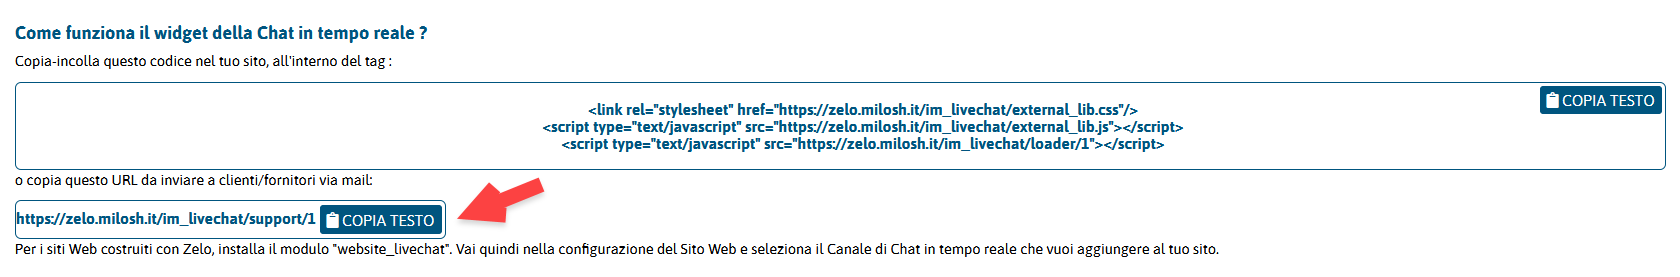 Come funziona il widget della Chat in tempo reale ?
Copia-incolla questo codice nel tuo sito, all'interno del tag :
COPIA TESTO
<link rel="stylesheet" href="https://zelo.milosh.it/im_livechat/external_lib.css"/>
<script type="text/javascript" src="https://zelo.milosh.it/im_livechat/external_lib.js"></script>
<script type="text/javascript" src="https://zelo.milosh.it/im_livechat/loader/1"></script>
o copia questo URL da inviare a clienti/fornitori via mail:
https://zelo.milosh.it/im_livechat/support/1 COPIA TESTO
Per i siti Web costruiti con Zelo, installa il modulo "website_livechat". Vai quindi nella configurazione del Sito Web e seleziona il Canale di Chat in tempo reale che vuoi aggiungere al tuo sito.